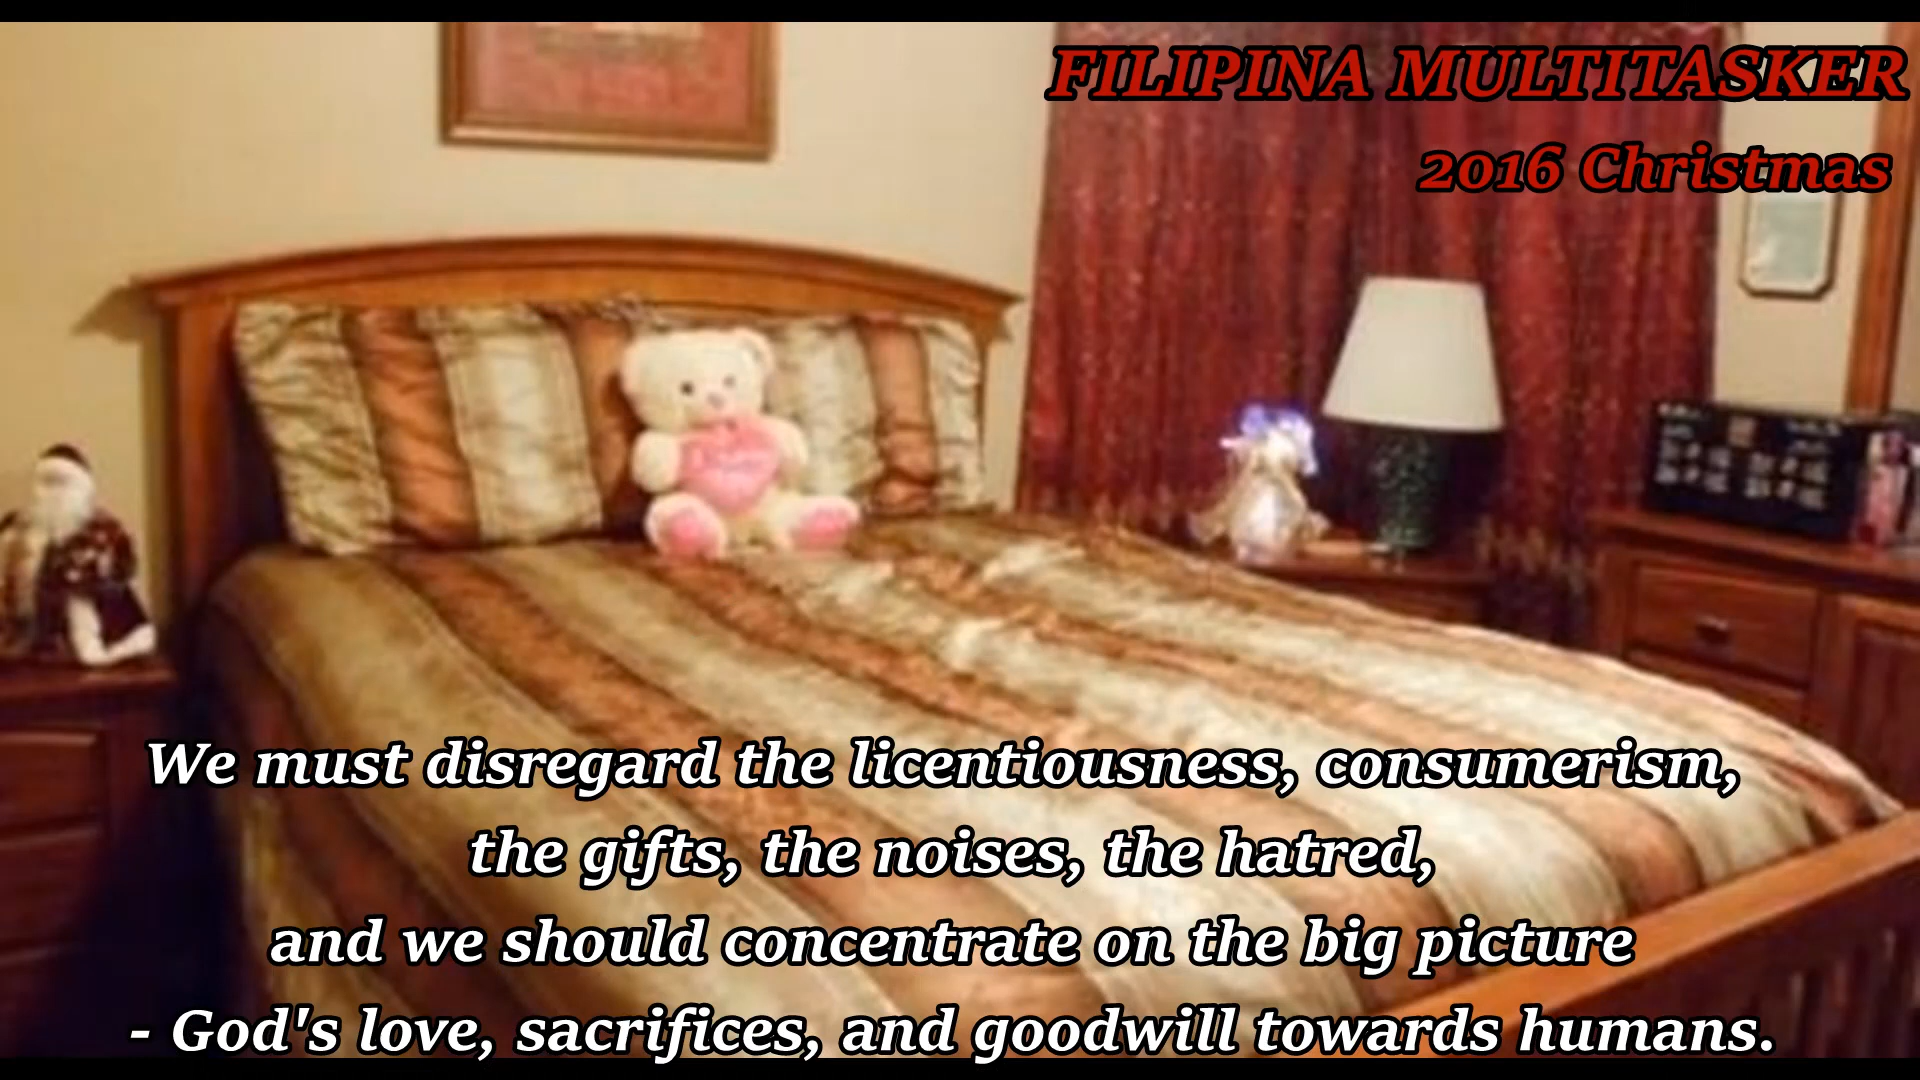 FILIPINA MULTITASKER
2016 Christmas
We must disregard the licentiousness, consumerism,
the gifts, the noises, the hatred,
and we should concentrate on the big picture
- God's love, sacrifices, and goodwill towards humans.